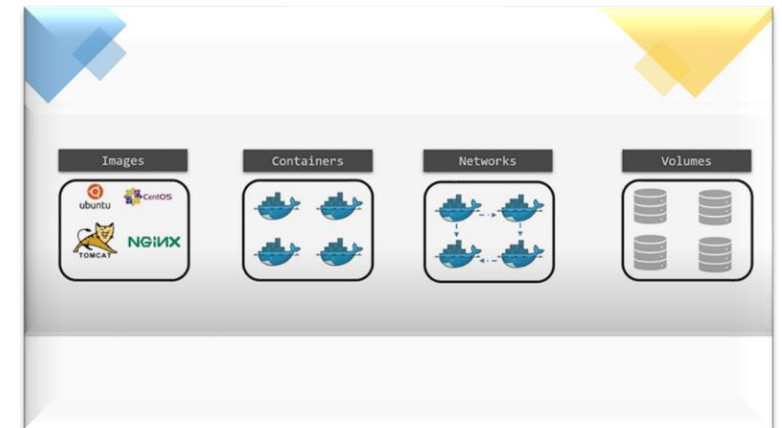 Images
Containers
Networks
Volumes
ubuntu
CentOS
TOMCAT
NGiNX